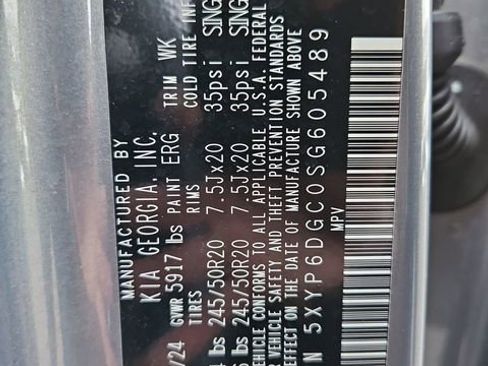 MANUFACTURED BY
KIA GEORGIA, INC.
/24 GVWR 5917 lbs PAINT ERG TRIM WK
TIRES RIMS COLD TIRE INF
lbs 245/50R20 7.5Jx20 35psi SING
lbs 245/50R20 7.5Jx20 35psi SING
VEHICLE CONFORMS TO ALL APPLICABLE U.S.A. FEDERAL
VEHICLE SAFETY AND THEFT PREVENTION STANDARDS
EFFECT ON THE DATE OF MANUFACTURE SHOWN ABOVE
N 5XYP6DGC0SG605489
MPV